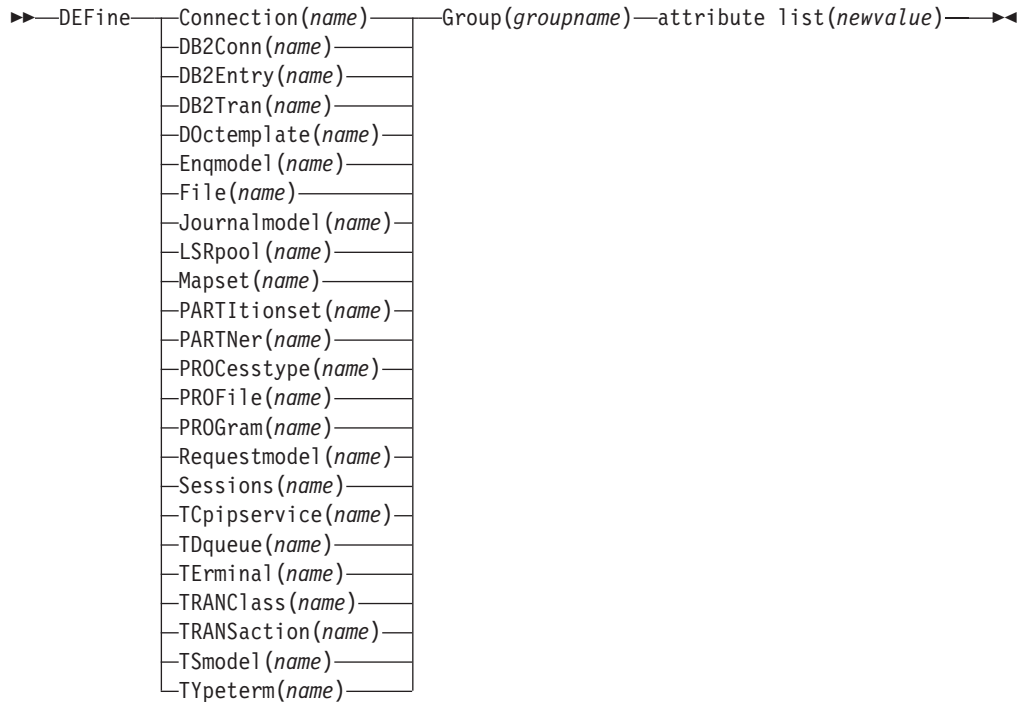 DEFine Connection(name) Group(groupname) attribute list(newvalue)
DB2Conn(name)
DB2Entry(name)
DB2Tran(name)
DOctemplate(name)
Enqmodel(name)
File(name)
Journalmodel(name)
LSRpool(name)
Mapset(name)
PARTItionset(name)
PARTNer(name)
PROCesstype(name)
PROFile(name)
PROGram(name)
Requestmodel(name)
Sessions(name)
TCpipservice(name)
TDqueue(name)
TErminal(name)
TRANClass(name)
TRANSaction(name)
TSmodel(name)
TYpeterm(name)